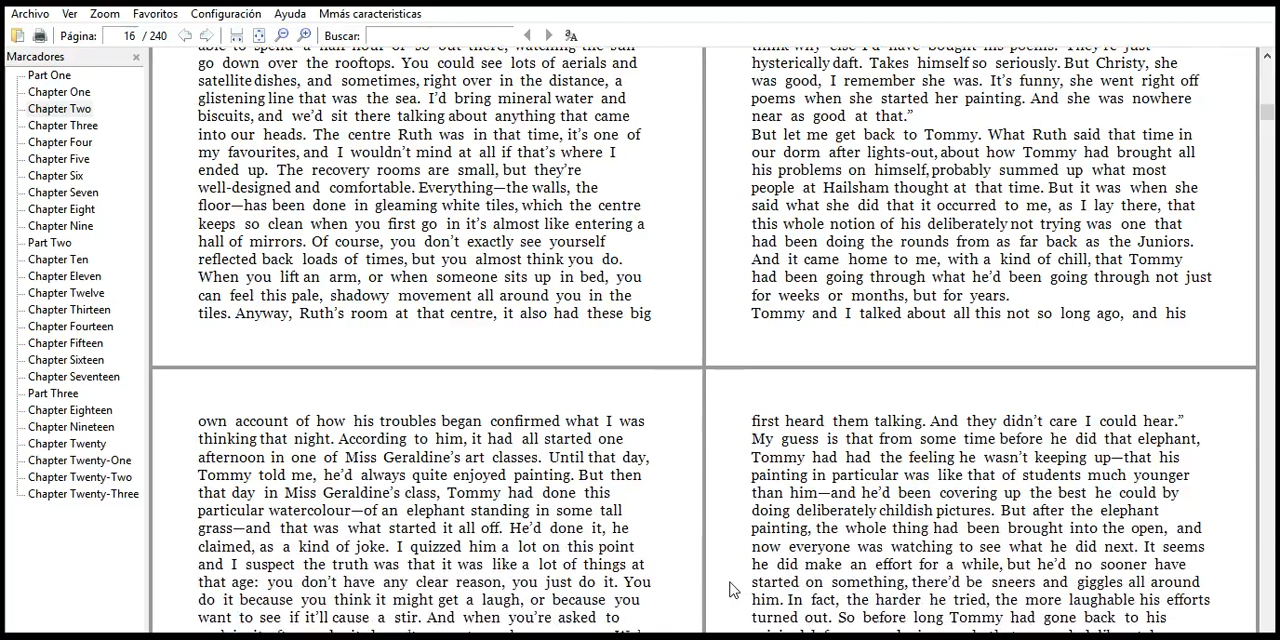 Archivo Ver Zoom Favoritos Configuración Ayuda Mmás caracteristicas
Página: 16 / 240 Buscar:
Marcadores
Part One
Chapter One
Chapter Two
Chapter Three
Chapter Four
Chapter Five
Chapter Six
Chapter Seven
Chapter Eight
Chapter Nine
Part Two
Chapter Ten
Chapter Eleven
Chapter Twelve
Chapter Thirteen
Chapter Fourteen
Chapter Fifteen
Chapter Sixteen
Chapter Seventeen
Part Three
Chapter Eighteen
Chapter Nineteen
Chapter Twenty
Chapter Twenty-One
Chapter Twenty-Two
Chapter Twenty-Three
able to spend a half hour or so out there, watching the sun
go down over the rooftops. You could see lots of aerials and
satellite dishes, and sometimes, right over in the distance, a
glistening line that was the sea. I’d bring mineral water and
biscuits, and we’d sit there talking about anything that came
into our heads. The centre Ruth was in that time, it’s one of
my favourites, and I wouldn’t mind at all if that’s where I
ended up. The recovery rooms are small, but they’re
well-designed and comfortable. Everything—the walls, the
floor—has been done in gleaming white tiles, which the centre
keeps so clean when you first go in it’s almost like entering a
hall of mirrors. Of course, you don’t exactly see yourself
reflected back loads of times, but you almost think you do.
When you lift an arm, or when someone sits up in bed, you
can feel this pale, shadowy movement all around you in the
tiles. Anyway, Ruth’s room at that centre, it also had these big
think why else I’d have bought his poems. They’re just
hysterically daft. Takes himself so seriously. But Christy, she
was good, I remember she was. It’s funny, she went right off
poems when she started her painting. And she was nowhere
near as good at that.”
But let me get back to Tommy. What Ruth said that time in
our dorm after lights-out, about how Tommy had brought all
his problems on himself, probably summed up what most
people at Hailsham thought at that time. But it was when she
said what she did that it occurred to me, as I lay there, that
this whole notion of his deliberately not trying was one that
had been doing the rounds from as far back as the Juniors.
And it came home to me, with a kind of chill, that Tommy
had been going through what he’d been going through not just
for weeks or months, but for years.
Tommy and I talked about all this not so long ago, and his
own account of how his troubles began confirmed what I was
thinking that night. According to him, it had all started one
afternoon in one of Miss Geraldine’s art classes. Until that day,
Tommy told me, he’d always quite enjoyed painting. But then
that day in Miss Geraldine’s class, Tommy had done this
particular watercolour—of an elephant standing in some tall
grass—and that was what started it all off. He’d done it, he
claimed, as a kind of joke. I quizzed him a lot on this point
and I suspect the truth was that it was like a lot of things at
that age: you don’t have any clear reason, you just do it. You
do it because you think it might get a laugh, or because you
want to see if it’ll cause a stir. And when you’re asked to
first heard them talking. And they didn’t care I could hear.”
My guess is that from some time before he did that elephant,
Tommy had had the feeling he wasn’t keeping up—that his
painting in particular was like that of students much younger
than him—and he’d been covering up the best he could by
doing deliberately childish pictures. But after the elephant
painting, the whole thing had been brought into the open, and
now everyone was watching to see what he did next. It seems
he did make an effort for a while, but he’d no sooner have
started on something, there’d be sneers and giggles all around
him. In fact, the harder he tried, the more laughable his efforts
turned out. So before long Tommy had gone back to his